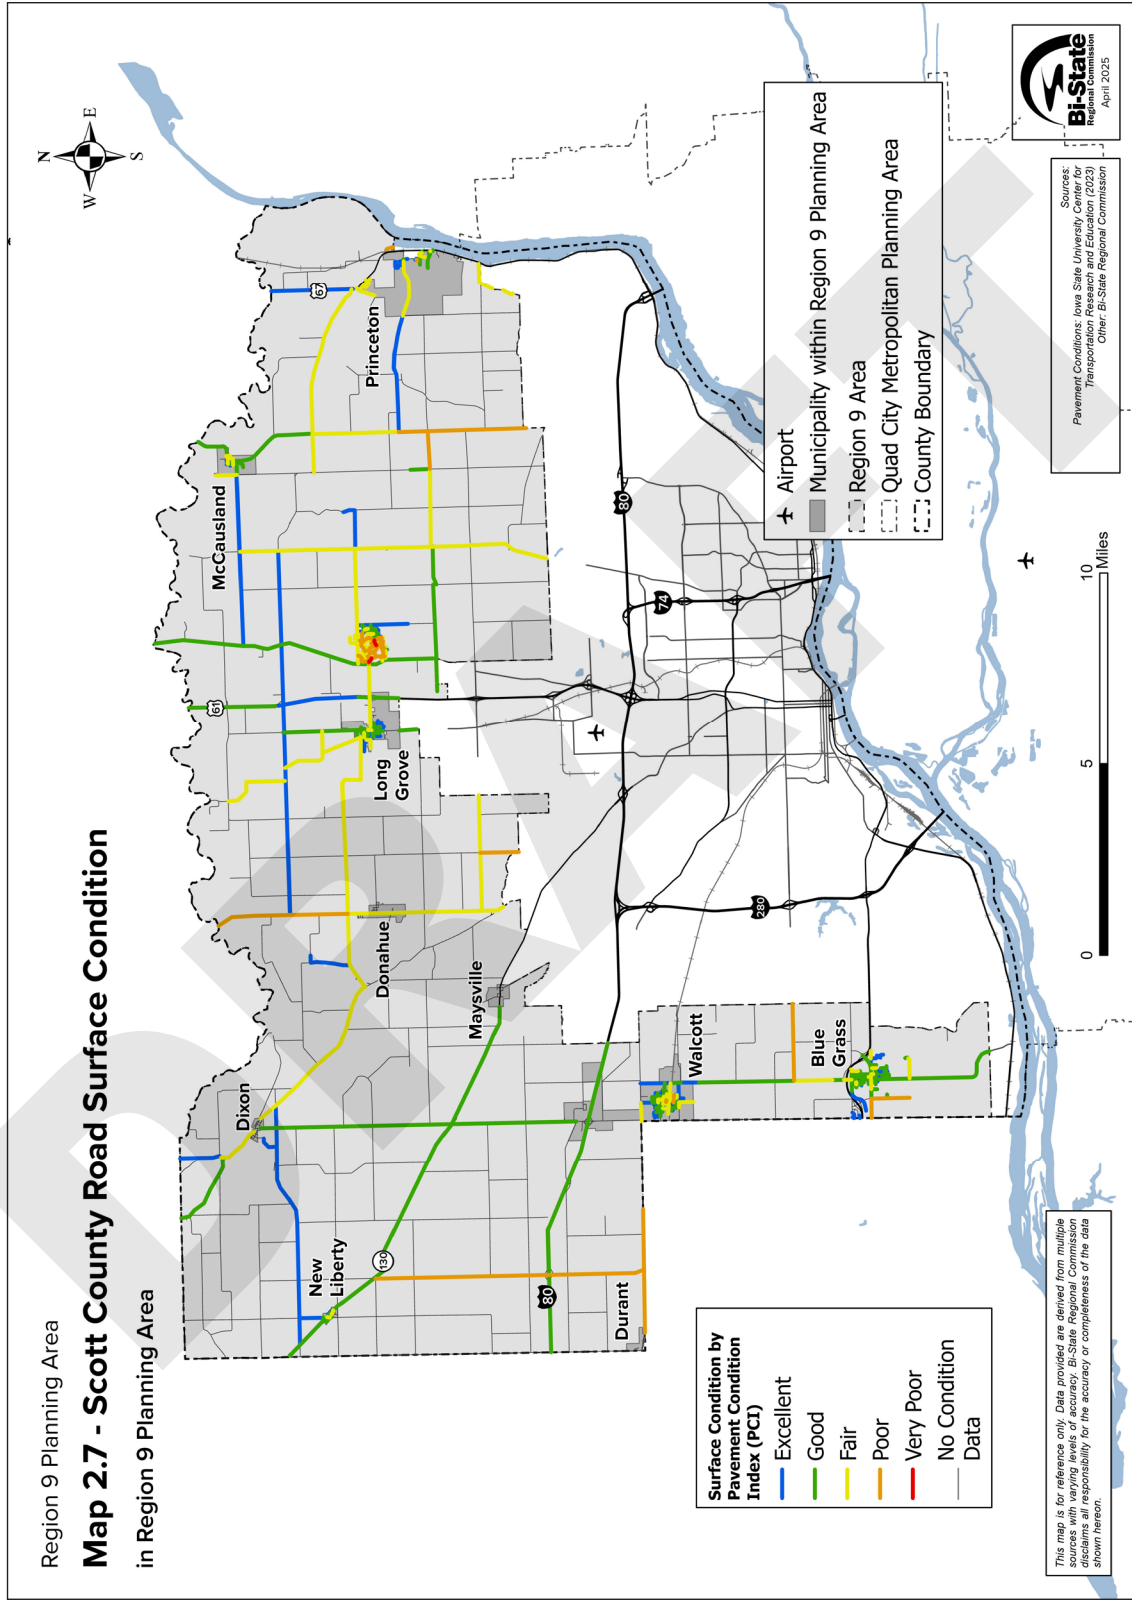 Region 9 Planning Area
Map 2.7 - Scott County Road Surface Condition
in Region 9 Planning Area
N
W
E
S
DRAFT
New
Liberty
Dixon
Donahue
Maysville
Durant
Walcott
Blue
Grass
Long
Grove
McCausland
Princeton
61
67
130
80
80
74
280
Surface Condition by
Pavement Condition
Index (PCI)
Excellent
Good
Fair
Poor
Very Poor
No Condition
Data
Airport
Municipality within Region 9 Planning Area
Region 9 Area
Quad City Metropolitan Planning Area
County Boundary
0
5
10
Miles
This map is for reference only. Data provided are derived from multiple
sources with varying levels of accuracy. Bi-State Regional Commission
disclaims all responsibility for the accuracy or completeness of the data
shown hereon.
Sources:
Pavement Conditions: Iowa State University Center for
Transportation Research and Education (2023)
Other: Bi-State Regional Commission
Bi-State
Regional Commission
April 2025